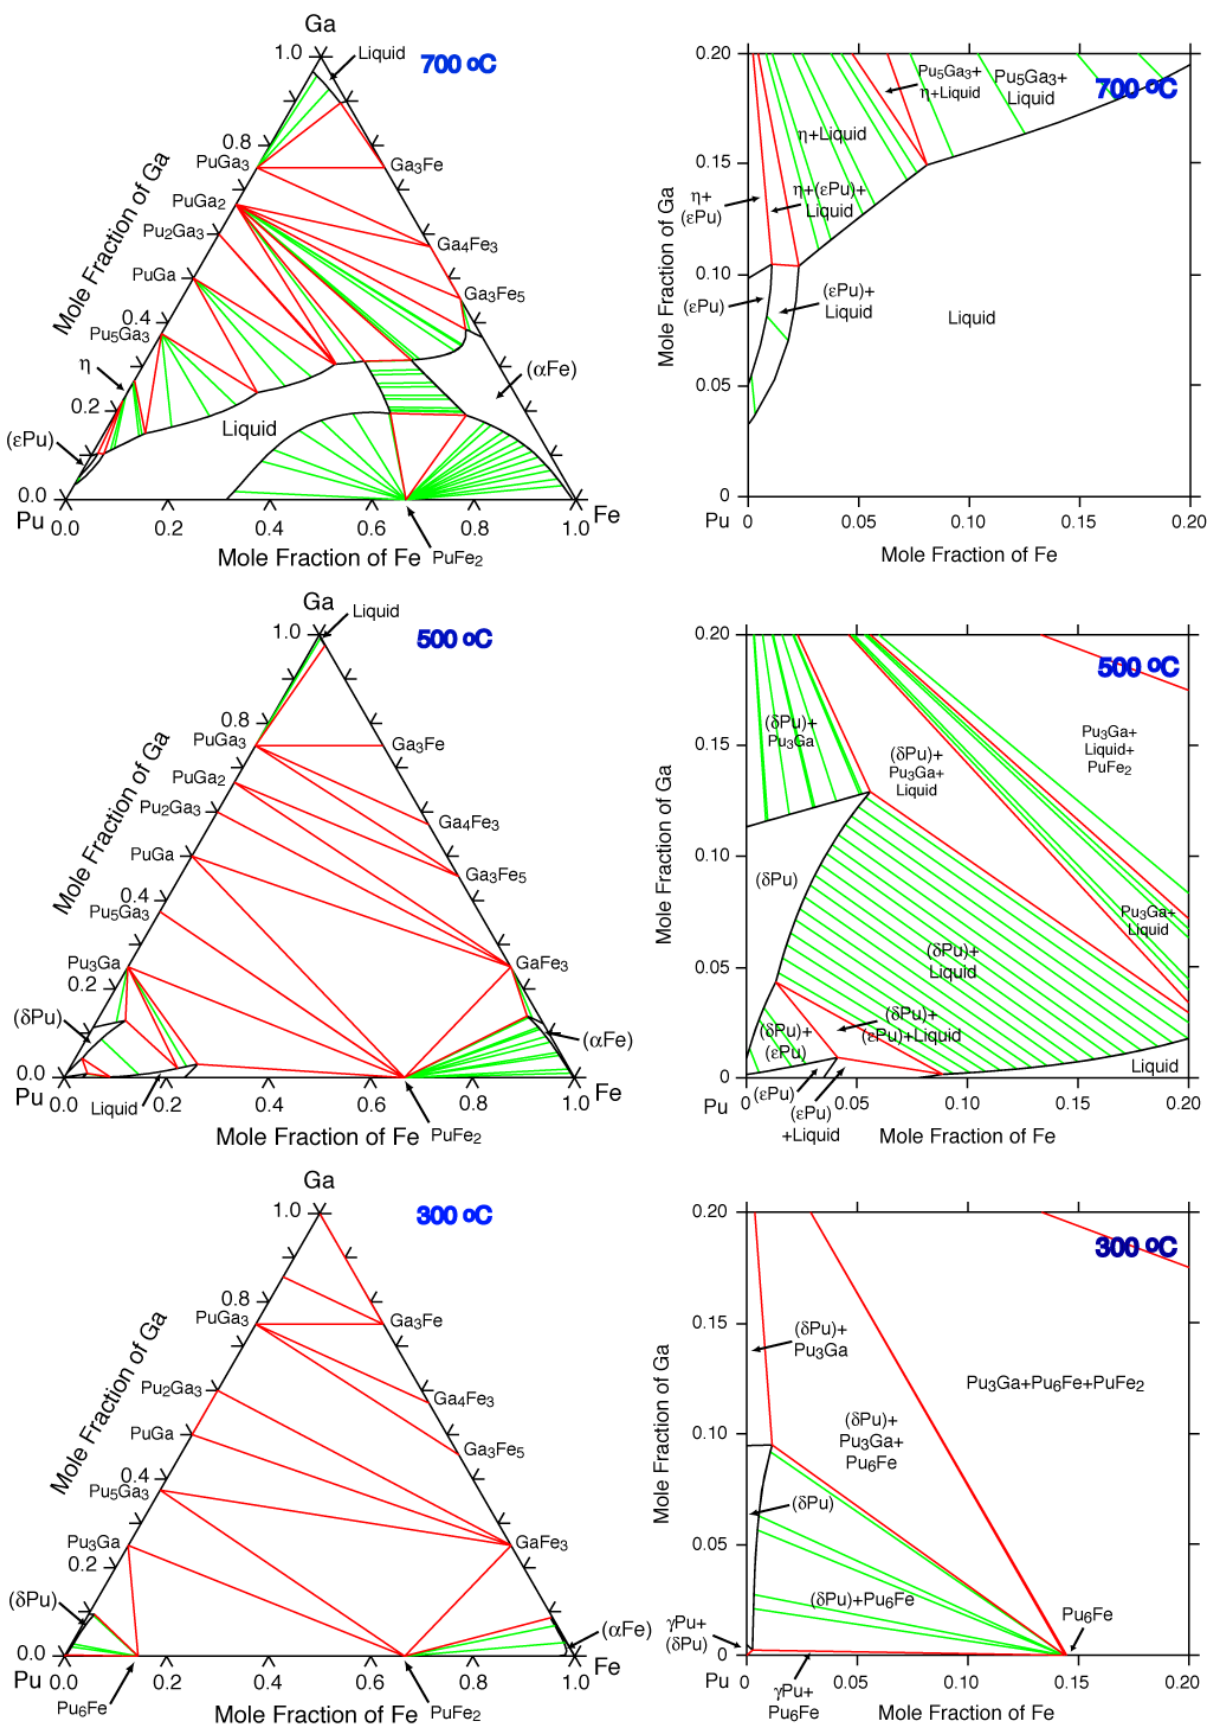 Ga
1.0
Liquid
700 ºC
0.8
PuGa3
Ga3Fe
PuGa2
Pu2Ga3
Ga4Fe3
PuGa
Ga3Fe5
0.4
Pu5Ga3
η
(αFe)
0.2
Liquid
(εPu)
0.0
Pu
0.0
0.2
0.4
0.6
0.8
1.0
Fe
Mole Fraction of Ga
Mole Fraction of Fe
PuFe2
0.20
Pu5Ga3+
η+Liquid
Pu5Ga3+
Liquid
700 ºC
η+Liquid
0.15
η+
(εPu)
η+(εPu)+
Liquid
0.10
(εPu)
(εPu)+
Liquid
Liquid
0.05
0
Pu
0
0.05
0.10
0.15
0.20
Mole Fraction of Ga
Mole Fraction of Fe
Ga
1.0
Liquid
500 ºC
0.8
PuGa3
Ga3Fe
PuGa2
Pu2Ga3
Ga4Fe3
PuGa
Ga3Fe5
0.4
Pu5Ga3
Pu3Ga
GaFe3
0.2
(δPu)
(αFe)
0.0
Pu
0.0
Liquid
0.2
0.4
0.6
0.8
1.0
Fe
Mole Fraction of Ga
Mole Fraction of Fe
PuFe2
0.20
500 ºC
(δPu)+
Pu3Ga
0.15
(δPu)+
Pu3Ga+
Liquid
Pu3Ga+
Liquid+
PuFe2
0.10
(δPu)
Pu3Ga+
Liquid
(δPu)+
Liquid
0.05
(δPu)+
(εPu)
(δPu)+
(εPu)+Liquid
Liquid
0
Pu
0
(εPu)
(εPu)
+Liquid
0.05
0.10
0.15
0.20
Mole Fraction of Ga
Mole Fraction of Fe
Ga
1.0
300 ºC
0.8
PuGa3
Ga3Fe
Pu2Ga3
Ga4Fe3
PuGa
Ga3Fe5
0.4
Pu5Ga3
Pu3Ga
GaFe3
0.2
(δPu)
(αFe)
0.0
Pu
0.0
Pu6Fe
0.2
0.4
0.6
0.8
1.0
Fe
Mole Fraction of Ga
Mole Fraction of Fe
PuFe2
0.20
300 ºC
0.15
(δPu)+
Pu3Ga
Pu3Ga+Pu6Fe+PuFe2
0.10
(δPu)+
Pu3Ga+
Pu6Fe
(δPu)
0.05
(δPu)+Pu6Fe
Pu6Fe
γPu+
(δPu)
0
Pu
0
γPu+
Pu6Fe
0.05
0.10
0.15
0.20
Mole Fraction of Ga
Mole Fraction of Fe